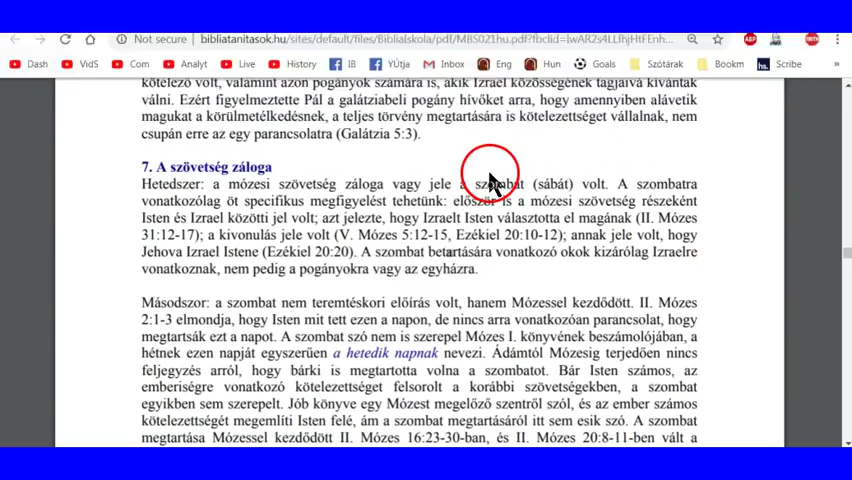 Not secure | bibliatanitasok.hu/sites/default/files/BibliaIskola/pdf/MBS021hu.pdf?fbclid=IwAR2s4LLfhjHtFEnh...
Dash VidS Com Analyt Live History IB YÚtja Inbox Eng Hun Goals Szótárak Bookm Scribe
kötelező volt, valamint azon pogányok számára is, akik Izrael közösségének tagjaivá kívántak
válni. Ezért figyelmeztette Pál a galátziabeli pogány hívőket arra, hogy amennyiben alávetik
magukat a körülmetélkedésnek, a teljes törvény megtartására is kötelezettséget vállalnak, nem
csupán erre az egy parancsolatra (Galátzia 5:3).
7. A szövetség záloga
Hetedszer: a mózesi szövetség záloga vagy jele a szombat (sábát) volt. A szombatra
vonatkozólag öt specifikus megfigyelést tehetünk: először is a mózesi szövetség részeként
Isten és Izrael közötti jel volt; azt jelezte, hogy Izraelt Isten választotta el magának (II. Mózes
31:12-17); a kivonulás jele volt (V. Mózes 5:12-15, Ezékiel 20:10-12); annak jele volt, hogy
Jehova Izrael Istene (Ezékiel 20:20). A szombat betartására vonatkozó okok kizárólag Izraelre
vonatkoznak, nem pedig a pogányokra vagy az egyházra.
Másodszor: a szombat nem teremtéskori előírás volt, hanem Mózessel kezdődött. II. Mózes
2:1-3 elmondja, hogy Isten mit tett ezen a napon, de nincs arra vonatkozóan parancsolat, hogy
megtartsák ezt a napot. A szombat szó nem is szerepel Mózes I. könyvének beszámolójában, a
hétnek ezen napját egyszerűen a hetedik napnak nevezi. Ádámtól Mózesig terjedően nincs
feljegyzés arról, hogy bárki is megtartotta volna a szombatot. Bár Isten számos, az
emberiségre vonatkozó kötelezettséget felsorolt a korábbi szövetségekben, a szombat
egyikben sem szerepel. Jób könyve egy Mózest megelőző szentről szól, és az ember számos
kötelezettségét megemlíti Isten felé, ám a szombat megtartásáról itt sem esik szó. A szombat
megtartása Mózessel kezdődött II. Mózes 16:23-30-ban, és II. Mózes 20:8-11-ben vált a